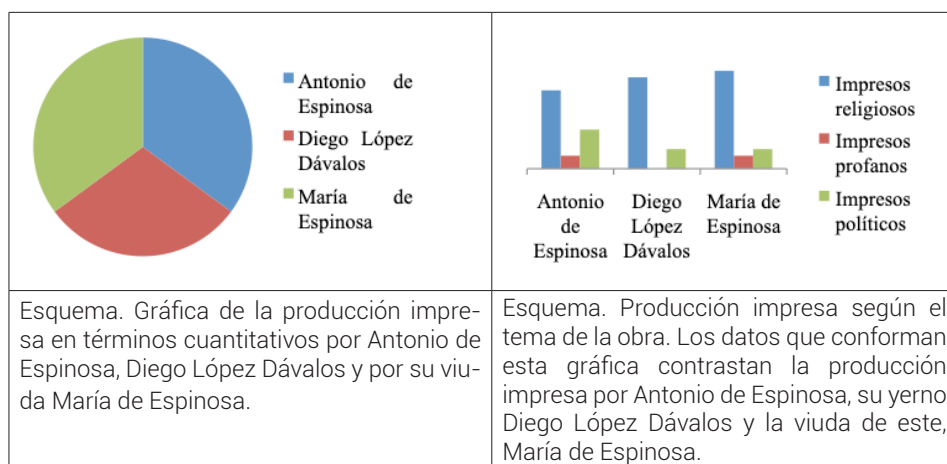 Antonio de
Espinosa
Diego López
Dávalos
María de
Espinosa
Impresos
religiosos
Impresos
profanos
Impresos
políticos
Antonio
de
Espinosa
Diego
López
Dávalos
María de
Espinosa
Esquema. Gráfica de la producción impre-
sa en términos cuantitativos por Antonio de
Espinosa, Diego López Dávalos y por su viu-
da María de Espinosa.
Esquema. Producción impresa según el
tema de la obra. Los datos que conforman
esta gráfica contrastan la producción
impresa por Antonio de Espinosa, su yerno
Diego López Dávalos y la viuda de este,
María de Espinosa.